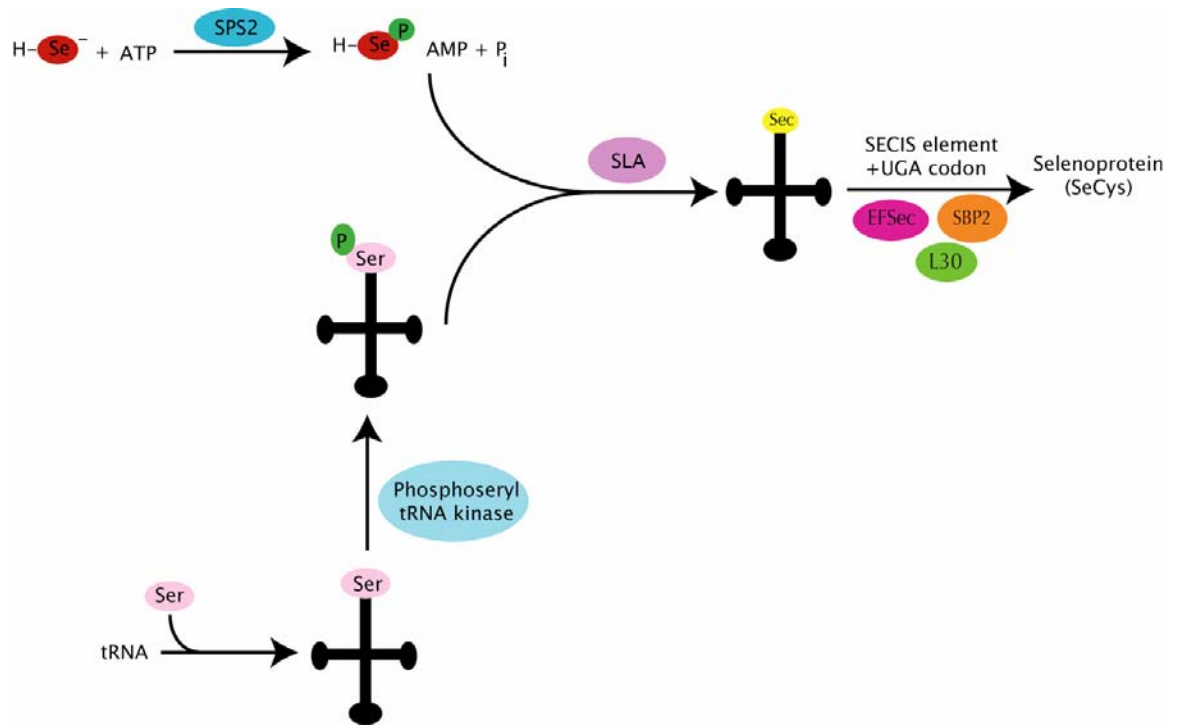 SPS2
H-Se⁻ + ATP
H-Se P AMP + Pi
Sec
SLA
SECIS element
+UGA codon
Selenoprotein
(SeCys)
EFSec
SBP2
L30
P
Ser
Phosphoseryl
tRNA kinase
Ser
Ser
tRNA